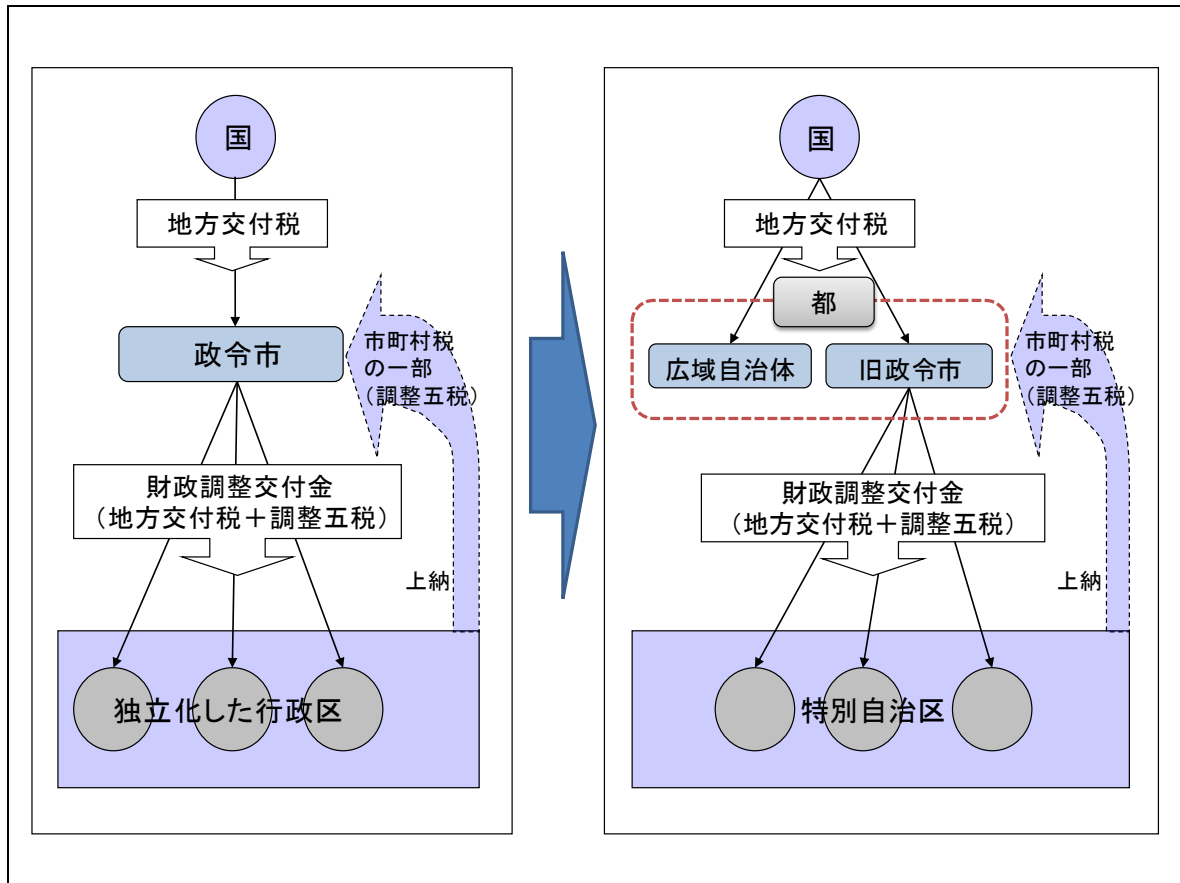 国
地方交付税
政令市
市町村税
の一部
（調整五税）
財政調整交付金
（地方交付税＋調整五税）
上納
独立化した行政区
国
地方交付税
都
広域自治体
旧政令市
市町村税
の一部
（調整五税）
財政調整交付金
（地方交付税＋調整五税）
上納
特別自治区